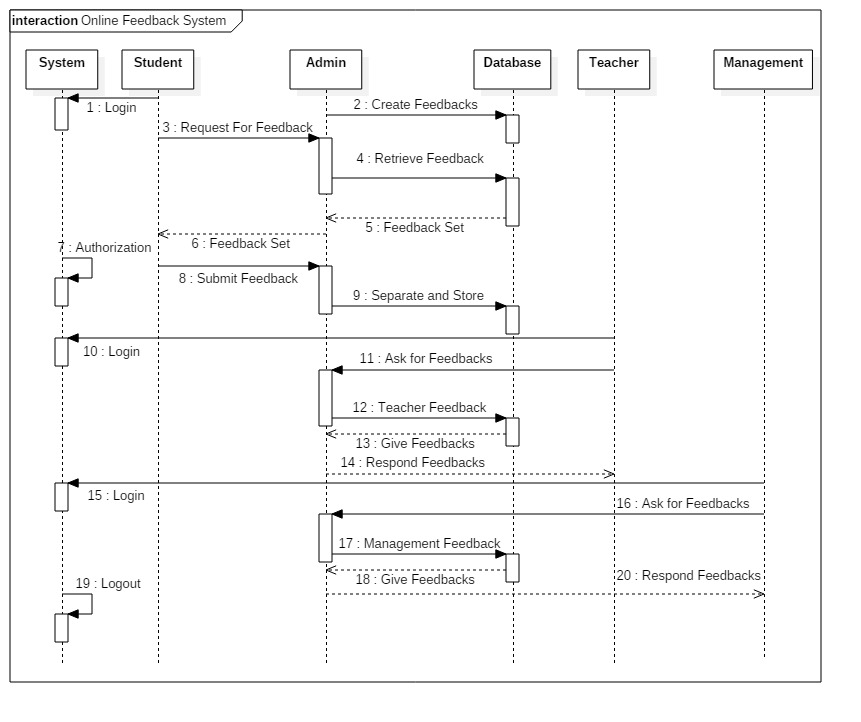 interaction Online Feedback System
System
Student
Admin
Database
Teacher
Management
1 : Login
2 : Create Feedbacks
3 : Request For Feedback
4 : Retrieve Feedback
5 : Feedback Set
6 : Feedback Set
7 : Authorization
8 : Submit Feedback
9 : Separate and Store
10 : Login
11 : Ask for Feedbacks
12 : Teacher Feedback
13 : Give Feedbacks
14 : Respond Feedbacks
15 : Login
16 : Ask for Feedbacks
17 : Management Feedback
18 : Give Feedbacks
19 : Logout
20 : Respond Feedbacks